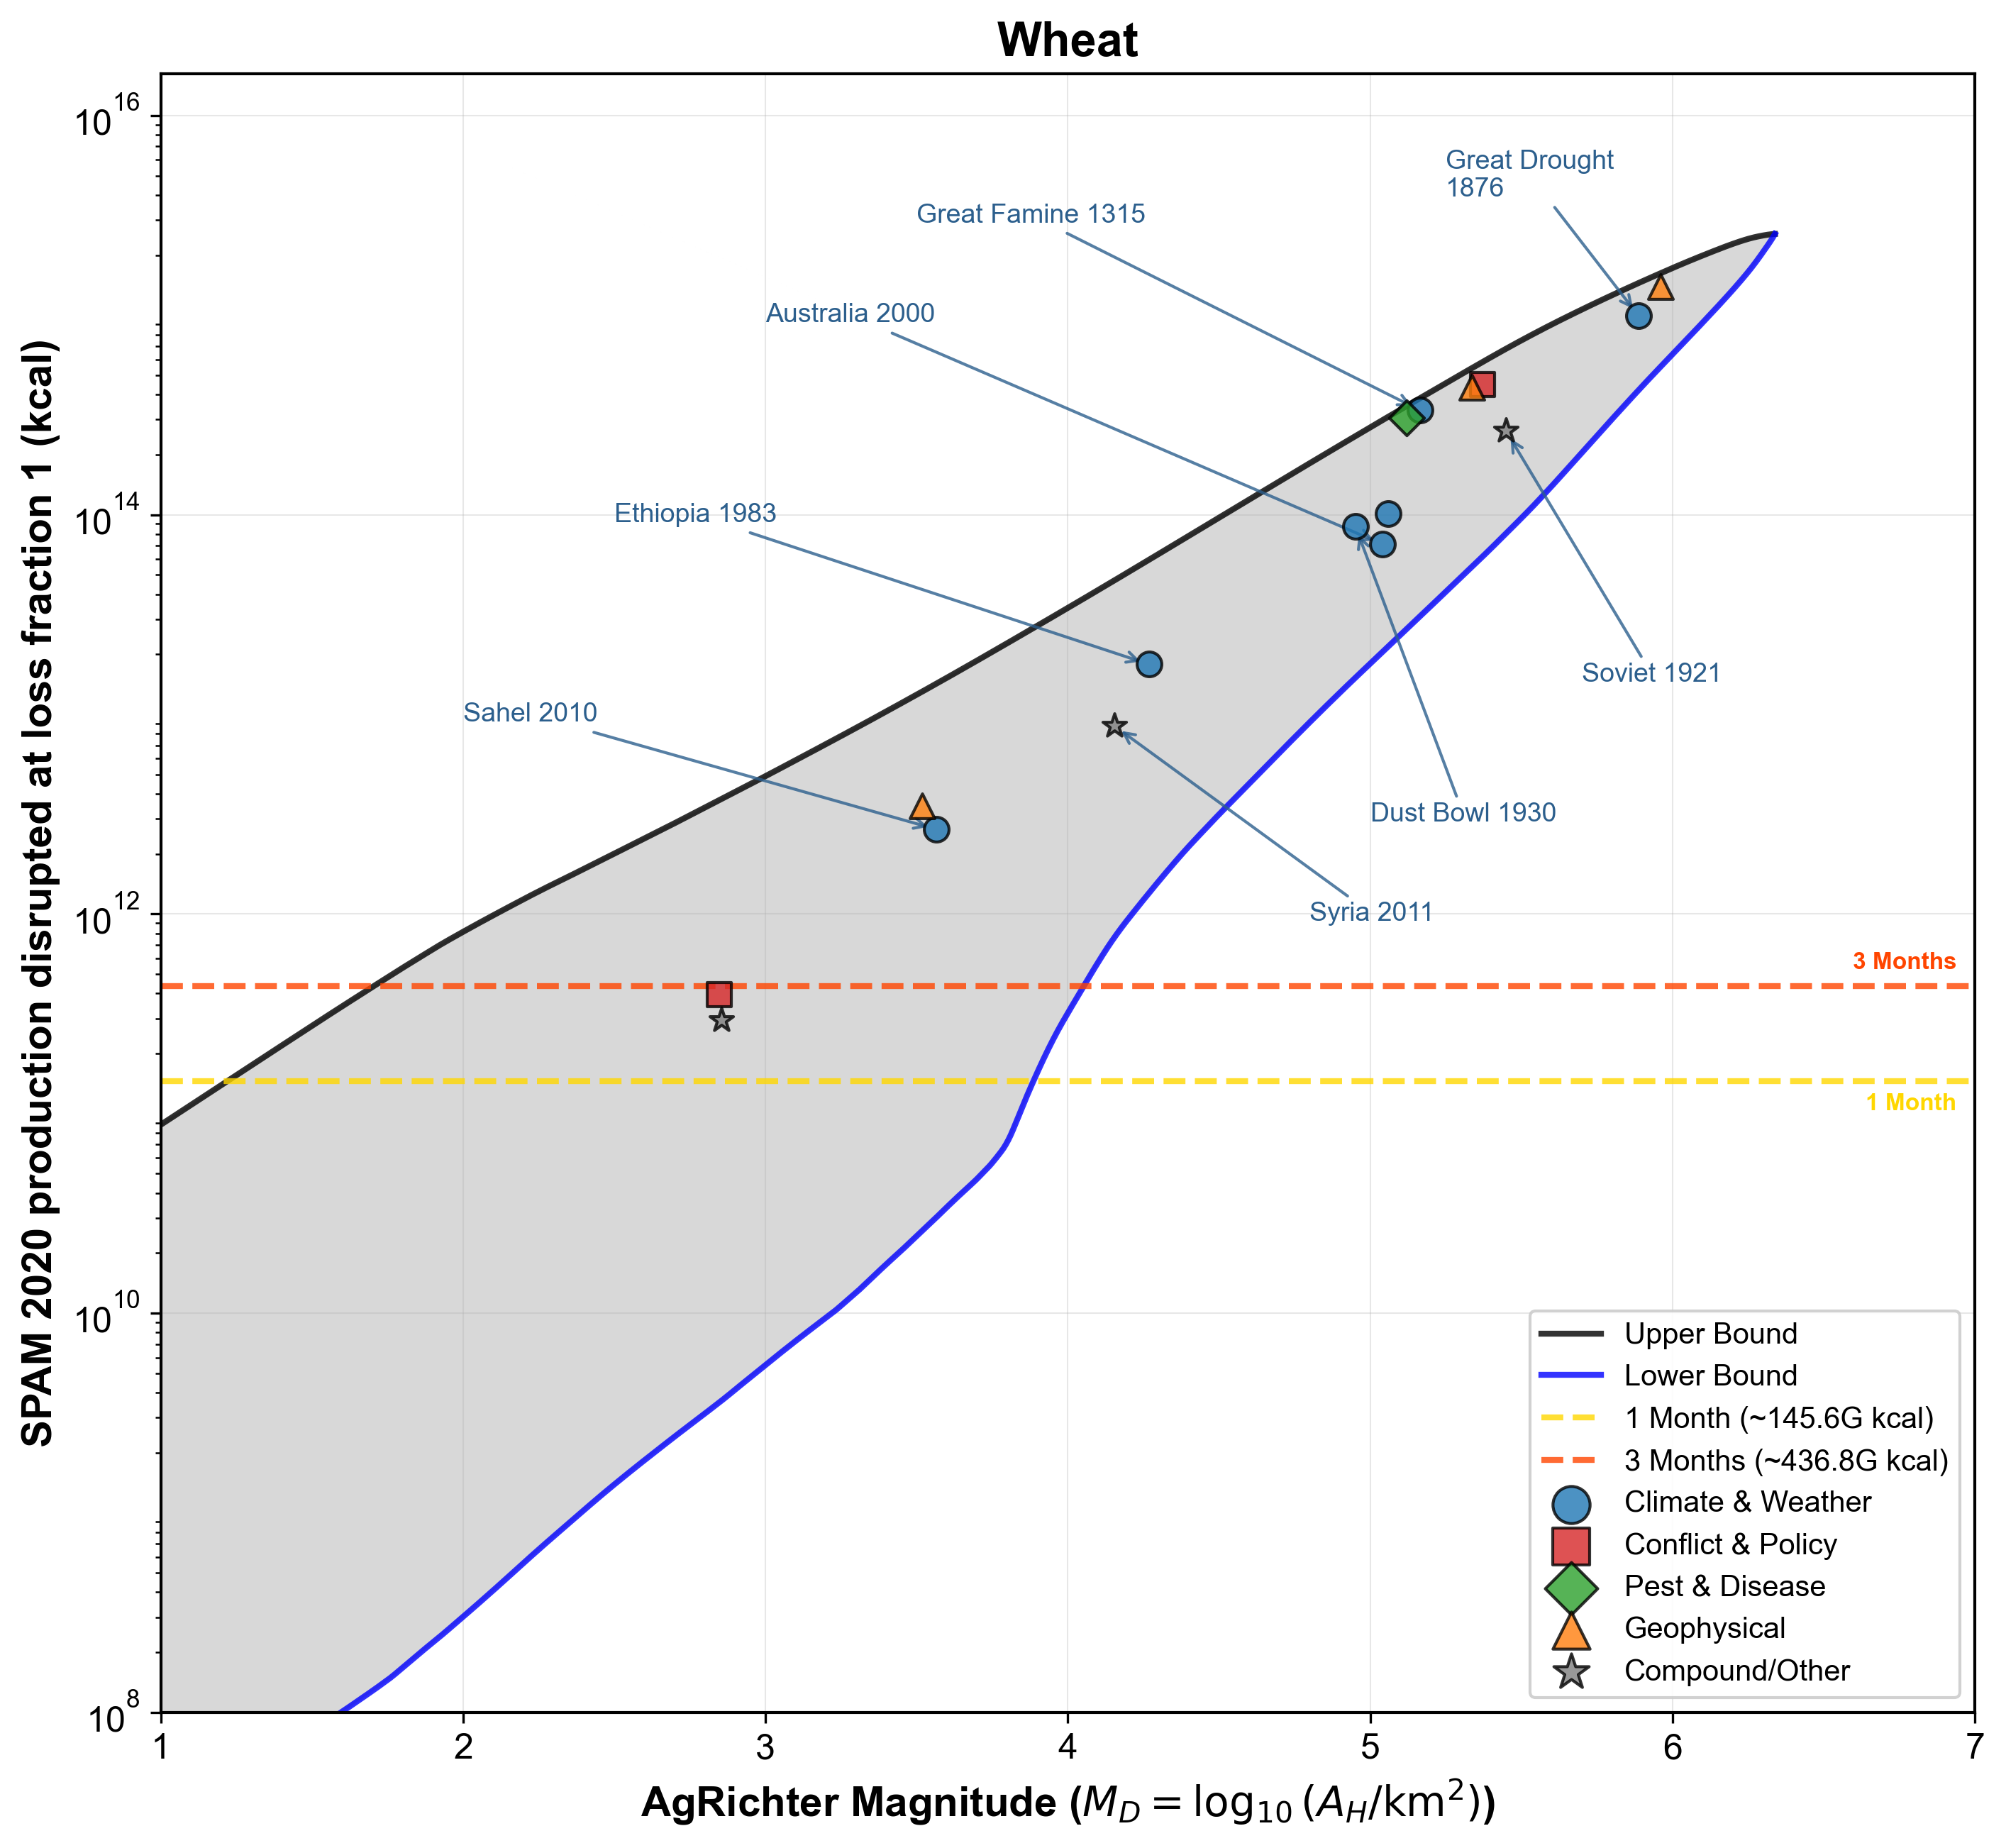 Wheat
SPAM 2020 production disrupted at loss fraction 1 (kcal)
10^16
10^14
10^12
10^10
10^8
Great Drought
1876
Great Famine 1315
Australia 2000
Ethiopia 1983
Soviet 1921
Sahel 2010
Dust Bowl 1930
Syria 2011
3 Months
1 Month
Upper Bound
Lower Bound
1 Month (~145.6G kcal)
3 Months (~436.8G kcal)
Climate & Weather
Conflict & Policy
Pest & Disease
Geophysical
Compound/Other
1 2 3 4 5 6 7
AgRichter Magnitude (M_D = log_10 (A_H/km^2))